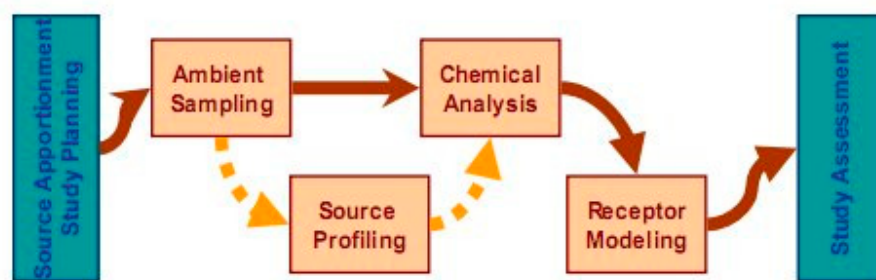 Source Apportionment
Study Planning
Ambient
Sampling
Chemical
Analysis
Source
Profiling
Receptor
Modeling
Study Assessment